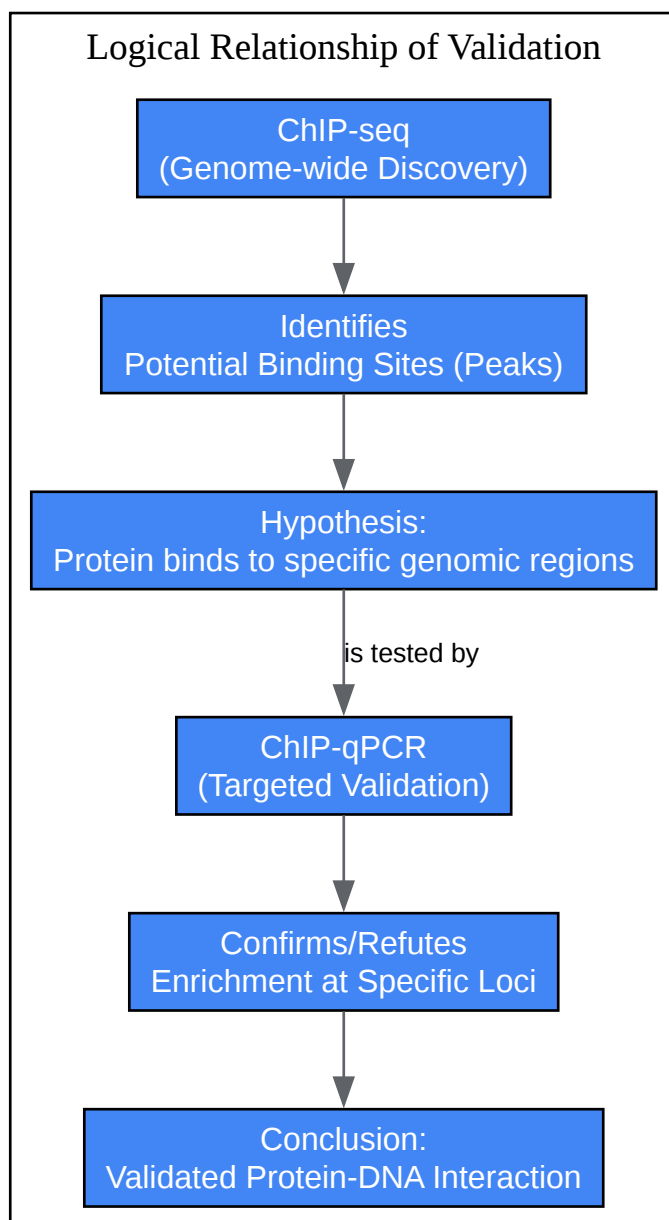 Logical Relationship of Validation
ChIP-seq
(Genome-wide Discovery)
Identifies
Potential Binding Sites (Peaks)
Hypothesis:
Protein binds to specific genomic regions
is tested by
ChIP-qPCR
(Targeted Validation)
Confirms/Refutes
Enrichment at Specific Loci
Conclusion:
Validated Protein-DNA Interaction